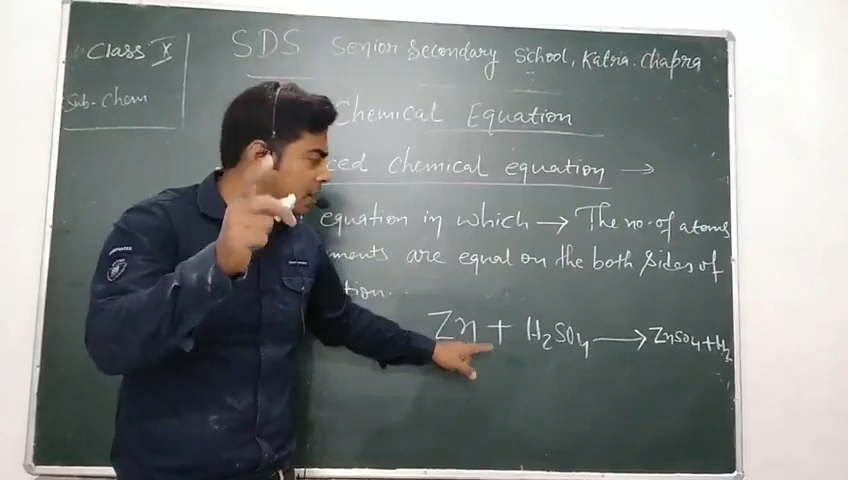 Class X
Sub-Chem
SDS Senior Secondary School, Katra. Chapra
Chemical Equation
ced chemical equation →
equation in which → The no. of atoms
ments are equal on the both sides of
tion..
Zn + H₂SO₄ → ZnSO₄ + H₂